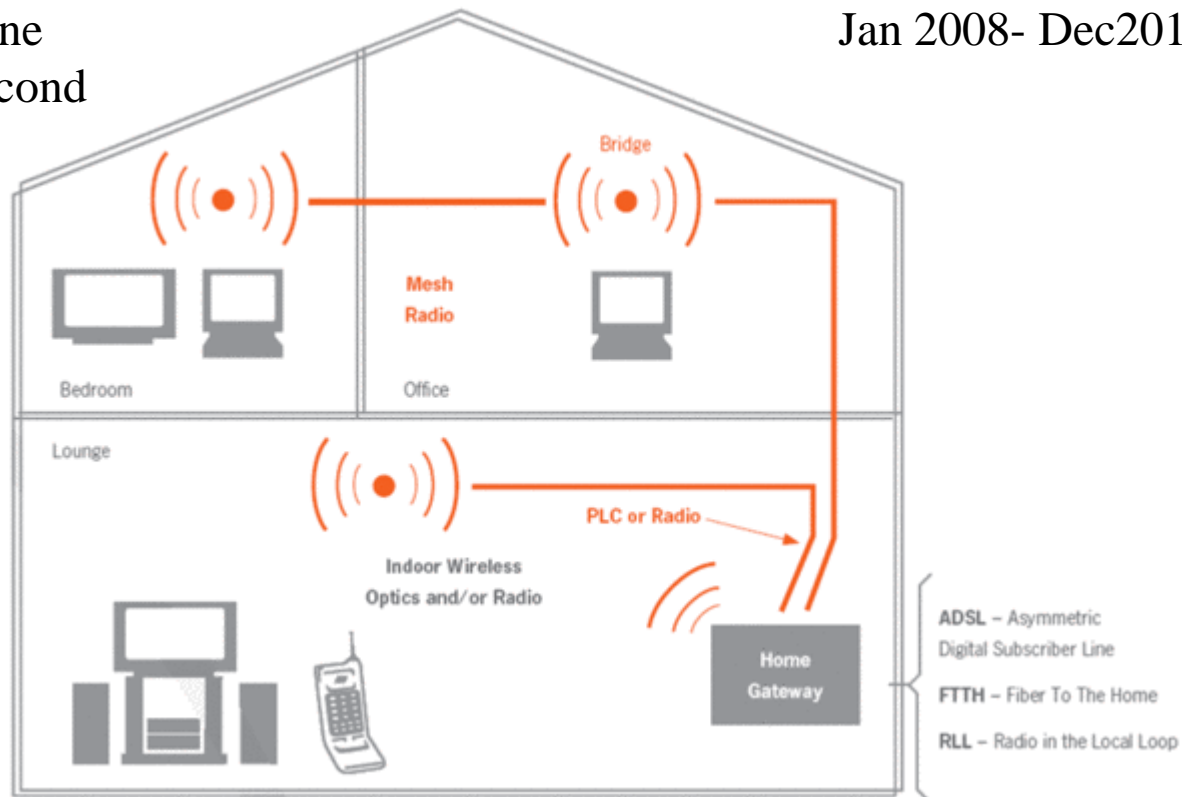 ne
cond
Jan 2008- Dec201
Bridge
Mesh
Radio
Bedroom
Office
Lounge
PLC or Radio
Indoor Wireless
Optics and/or Radio
Home
Gateway
ADSL – Asymmetric
Digital Subscriber Line
FTTH – Fiber To The Home
RLL – Radio in the Local Loop